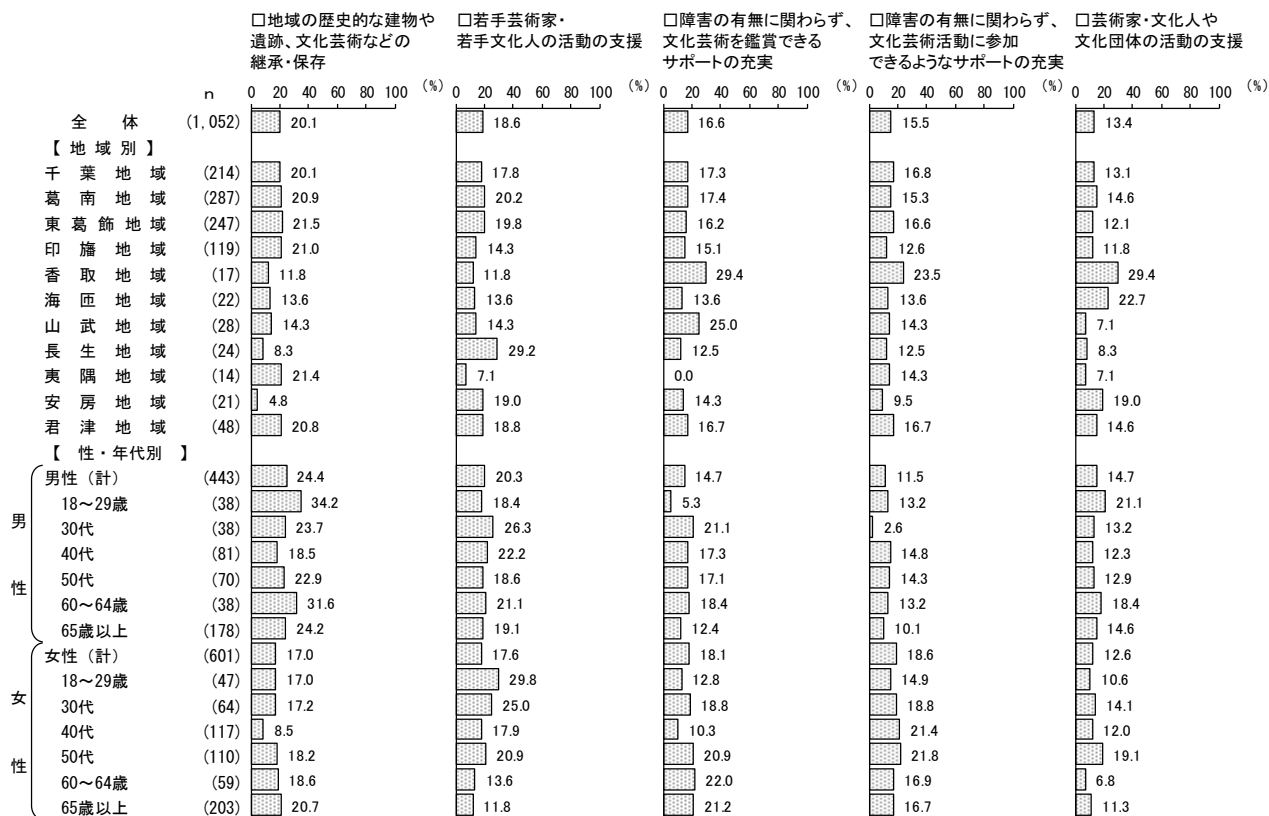 □地域の歴史的な建物や
遺跡、文化芸術などの
継承・保存
□若手芸術家・
若手文化人の活動の支援
□障害の有無に関わらず、
文化芸術を鑑賞できる
サポートの充実
□障害の有無に関わらず、
文化芸術活動に参加
できるようなサポートの充実
□芸術家・文化人や
文化団体の活動の支援
n 0 20 40 60 80 100 (%) 0 20 40 60 80 100 (%) 0 20 40 60 80 100 (%) 0 20 40 60 80 100 (%) 0 20 40 60 80 100 (%)
全体 (1,052) 20.1 18.6 16.6 15.5 13.4
【地域別】
千葉地域 (214) 20.1 17.8 17.3 16.8 13.1
葛南地域 (287) 20.9 20.2 17.4 15.3 14.6
東葛飾地域 (247) 21.5 19.8 16.2 16.6 12.1
印旛地域 (119) 21.0 14.3 15.1 12.6 11.8
香取地域 (17) 11.8 11.8 29.4 23.5 29.4
海匝地域 (22) 13.6 13.6 13.6 13.6 22.7
山武地域 (28) 14.3 14.3 25.0 14.3 7.1
長生地域 (24) 8.3 29.2 12.5 12.5 8.3
夷隅地域 (14) 21.4 7.1 0.0 14.3 7.1
安房地域 (21) 4.8 19.0 14.3 9.5 19.0
君津地域 (48) 20.8 18.8 16.7 16.7 14.6
【性・年代別】
男性
男性（計） (443) 24.4 20.3 14.7 11.5 14.7
18～29歳 (38) 34.2 18.4 5.3 13.2 21.1
30代 (38) 23.7 26.3 21.1 2.6 13.2
40代 (81) 18.5 22.2 17.3 14.8 12.3
50代 (70) 22.9 18.6 17.1 14.3 12.9
60～64歳 (38) 31.6 21.1 18.4 13.2 18.4
65歳以上 (178) 24.2 19.1 12.4 10.1 14.6
女性
女性（計） (601) 17.0 17.6 18.1 18.6 12.6
18～29歳 (47) 17.0 29.8 12.8 14.9 10.6
30代 (64) 17.2 25.0 18.8 18.8 14.1
40代 (117) 8.5 17.9 10.3 21.4 12.0
50代 (110) 18.2 20.9 20.9 21.8 19.1
60～64歳 (59) 18.6 13.6 22.0 16.9 6.8
65歳以上 (203) 20.7 11.8 21.2 16.7 11.3